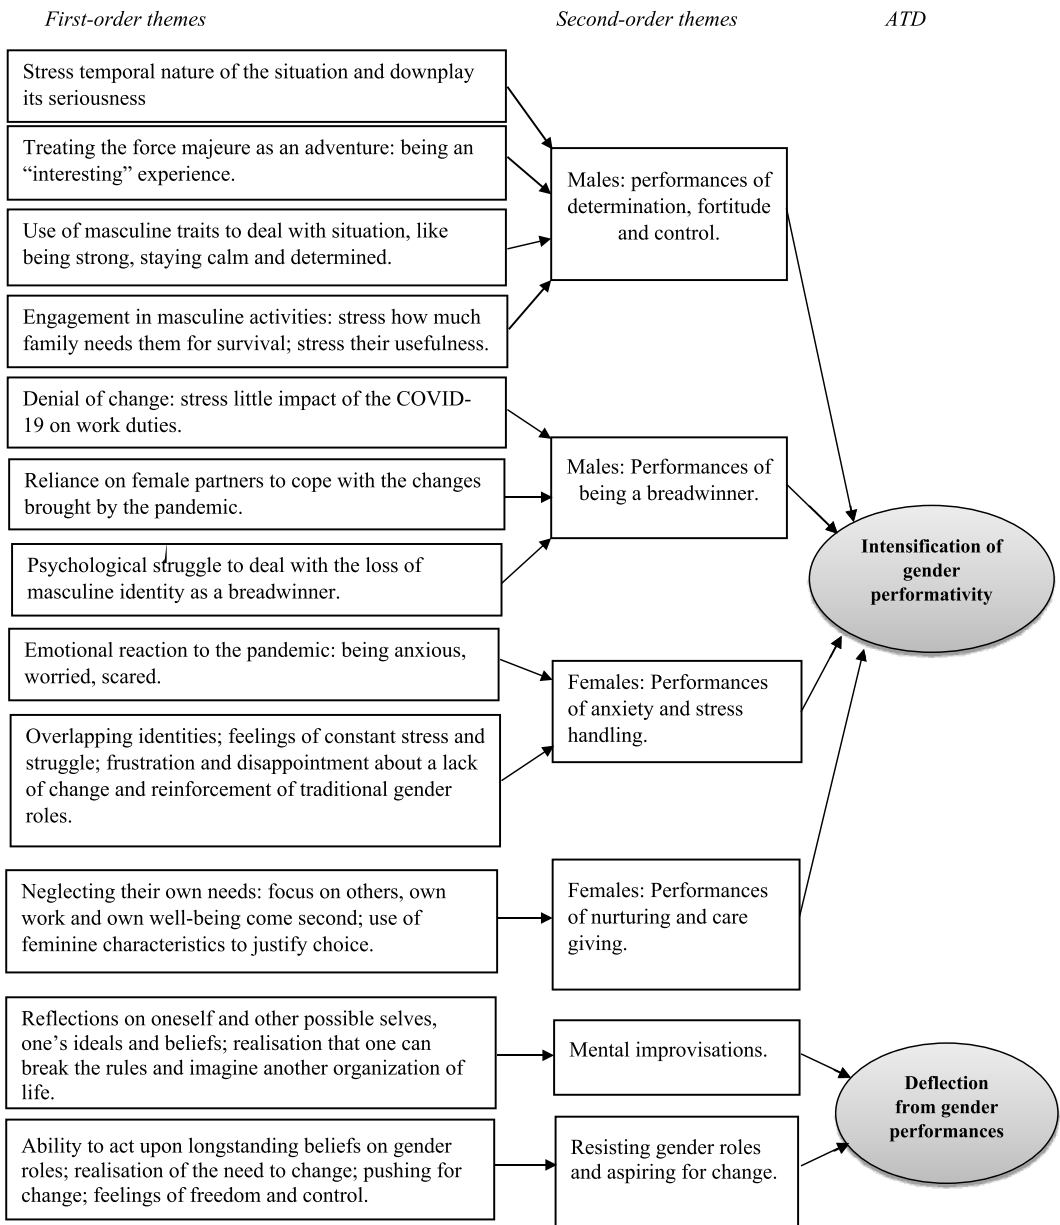 First-order themes
Second-order themes
ATD
Stress temporal nature of the situation and downplay
its seriousness
Treating the force majeure as an adventure: being an
“interesting” experience.
Use of masculine traits to deal with situation, like
being strong, staying calm and determined.
Engagement in masculine activities: stress how much
family needs them for survival; stress their usefulness.
Males: performances of
determination, fortitude
and control.
Denial of change: stress little impact of the COVID-
19 on work duties.
Reliance on female partners to cope with the changes
brought by the pandemic.
Psychological struggle to deal with the loss of
masculine identity as a breadwinner.
Males: Performances of
being a breadwinner.
Emotional reaction to the pandemic: being anxious,
worried, scared.
Overlapping identities; feelings of constant stress and
struggle; frustration and disappointment about a lack
of change and reinforcement of traditional gender
roles.
Females: Performances
of anxiety and stress
handling.
Neglecting their own needs: focus on others, own
work and own well-being come second; use of
feminine characteristics to justify choice.
Females: Performances
of nurturing and care
giving.
Intensification of
gender
performativity
Reflections on oneself and other possible selves,
one’s ideals and beliefs; realisation that one can
break the rules and imagine another organization of
life.
Mental improvisations.
Ability to act upon longstanding beliefs on gender
roles; realisation of the need to change; pushing for
change; feelings of freedom and control.
Resisting gender roles
and aspiring for change.
Deflection
from gender
performances